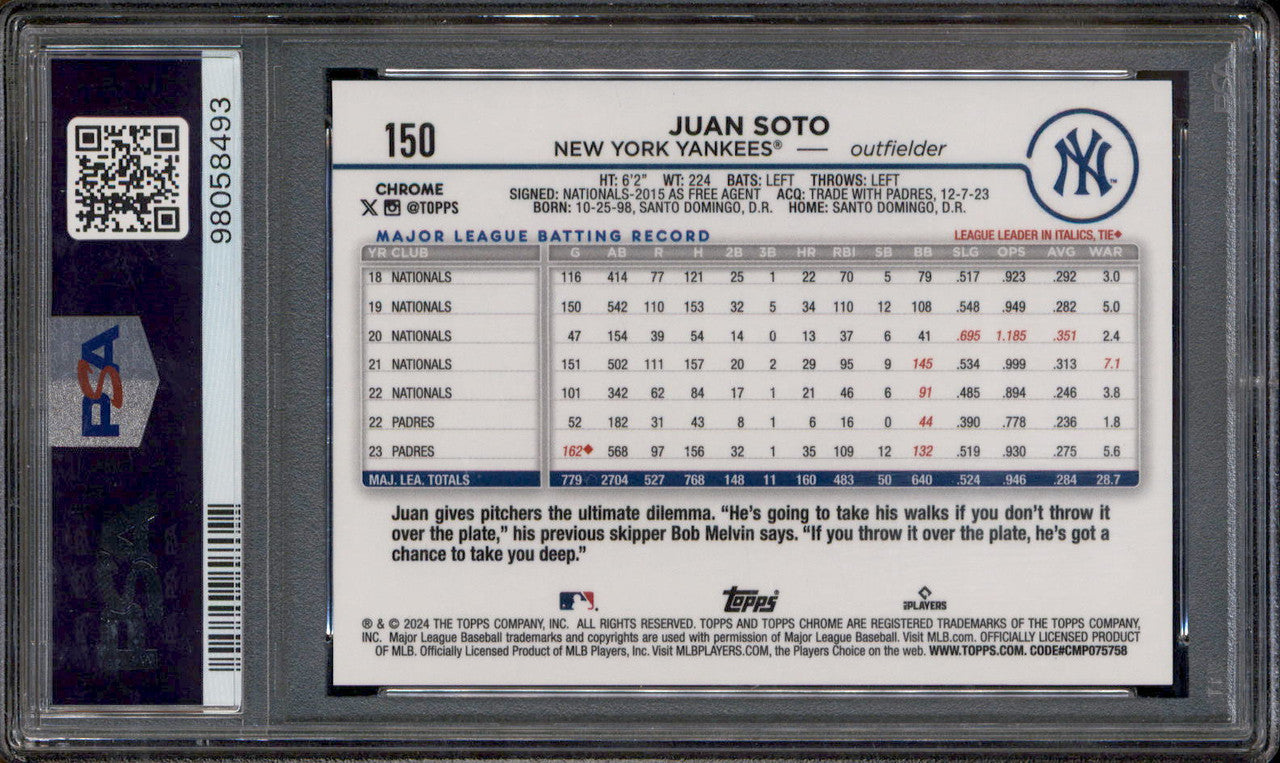 98058493
PSA
150
JUAN SOTO
NEW YORK YANKEES® — outfielder
NY
CHROME
X @TOPPS
HT: 6'2" WT: 224 BATS: LEFT THROWS: LEFT
SIGNED: NATIONALS-2015 AS FREE AGENT ACQ: TRADE WITH PADRES, 12-7-23
BORN: 10-25-98, SANTO DOMINGO, D.R. HOME: SANTO DOMINGO, D.R.
MAJOR LEAGUE BATTING RECORD LEAGUE LEADER IN ITALICS, TIE◆
YR CLUB G AB R H 2B 3B HR RBI SB BB SLG OPS AVG WAR
18 NATIONALS 116 414 77 121 25 1 22 70 5 79 .517 .923 .292 3.0
19 NATIONALS 150 542 110 153 32 5 34 110 12 108 .548 .949 .282 5.0
20 NATIONALS 47 154 39 54 14 0 13 37 6 41 .695 1.185 .351 2.4
21 NATIONALS 151 502 111 157 20 2 29 95 9 145 .534 .999 .313 7.1
22 NATIONALS 101 342 62 84 17 1 21 46 6 91 .485 .894 .246 3.8
22 PADRES 52 182 31 43 8 1 6 16 0 44 .390 .778 .236 1.8
23 PADRES 162◆ 568 97 156 32 1 35 109 12 132 .519 .930 .275 5.6
MAJ. LEA. TOTALS 779 2704 527 768 148 11 160 483 50 640 .524 .946 .284 28.7
Juan gives pitchers the ultimate dilemma. “He’s going to take his walks if you don’t throw it
over the plate,” his previous skipper Bob Melvin says. “If you throw it over the plate, he’s got a
chance to take you deep.”
Topps
PLAYERS
® & © 2024 THE TOPPS COMPANY, INC. ALL RIGHTS RESERVED. TOPPS AND TOPPS CHROME ARE REGISTERED TRADEMARKS OF THE TOPPS COMPANY,
INC. Major League Baseball trademarks and copyrights are used with permission of Major League Baseball. Visit MLB.com. OFFICIALLY LICENSED PRODUCT
OF MLB. Officially Licensed Product of MLB Players, Inc. Visit MLBPLAYERS.COM, the Players Choice on the web. WWW.TOPPS.COM. CODE#CMP075758